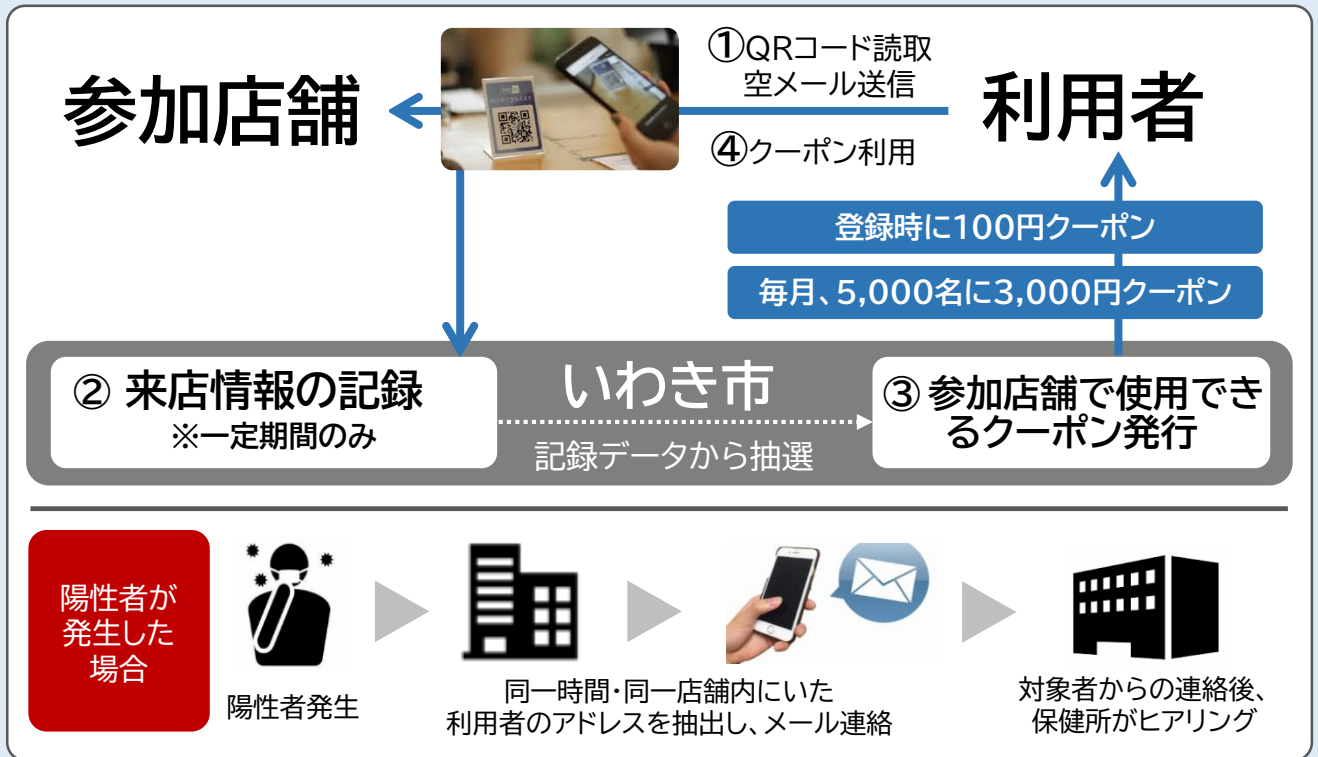 ①QRコード読取
空メール送信
参加店舗
利用者
④クーポン利用
登録時に100円クーポン
毎月、5,000名に3,000円クーポン
② 来店情報の記録
※一定期間のみ
いわき市
記録データから抽選
③ 参加店舗で使用でき
るクーポン発行
陽性者が
発生した
場合
陽性者発生
同一時間・同一店舗内にいた
利用者のアドレスを抽出し、メール連絡
対象者からの連絡後、
保健所がヒアリング